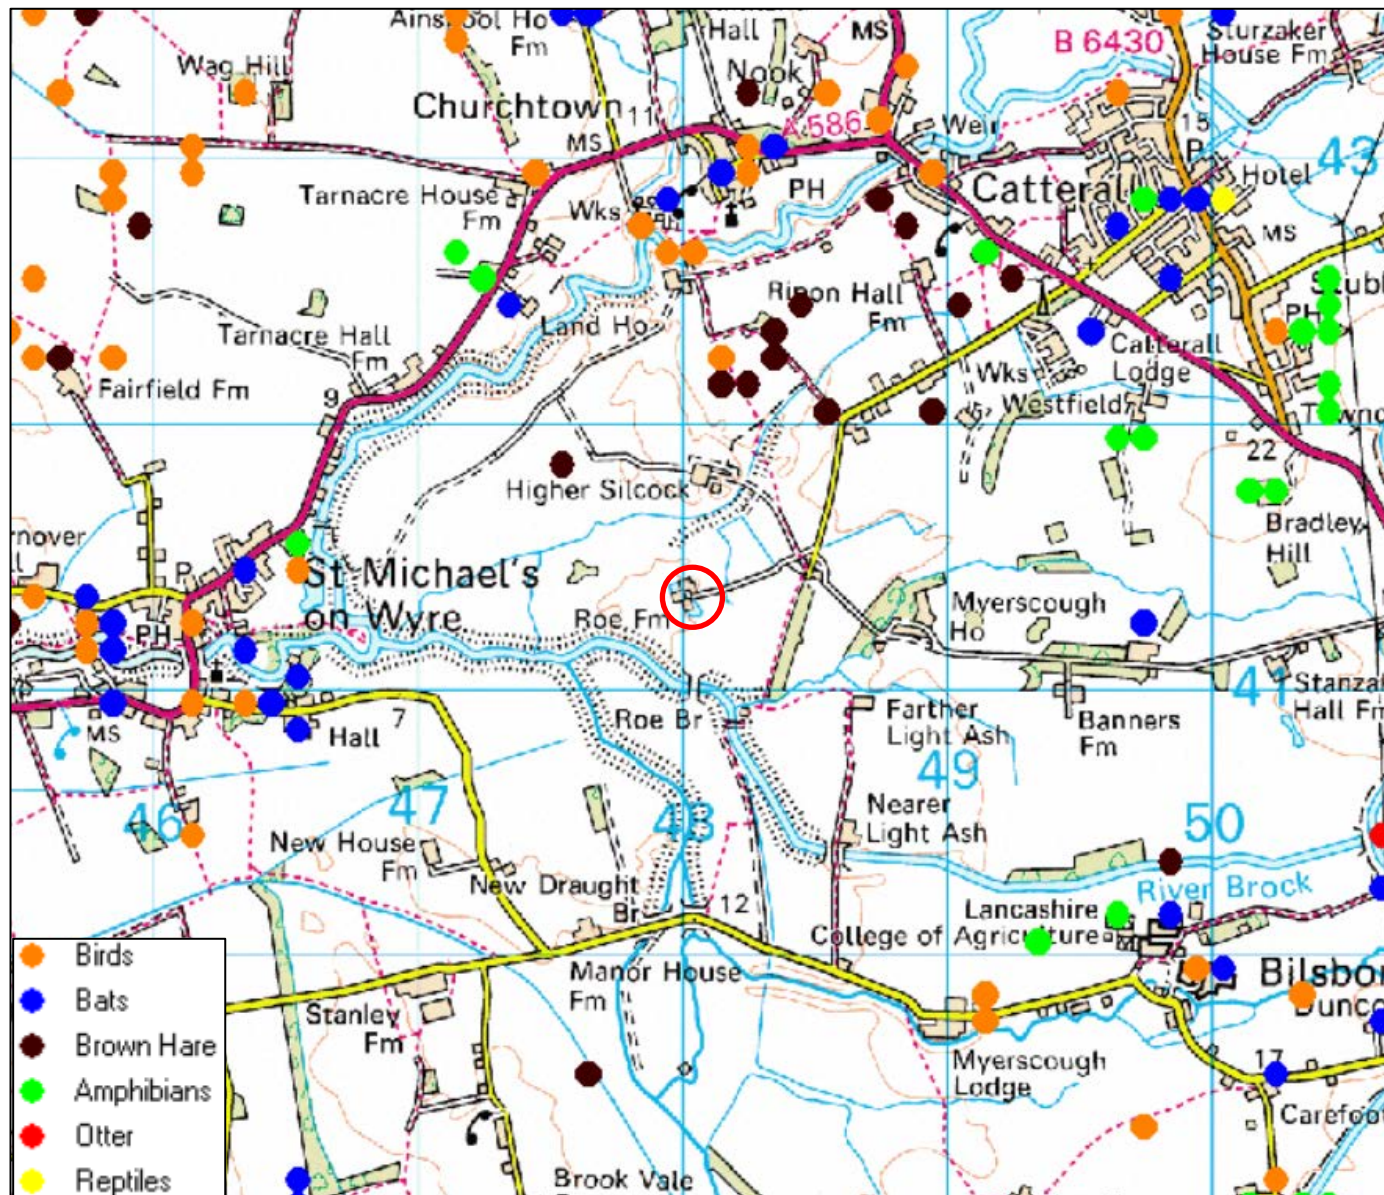 Ainspool Ho
Fm
Hall
MS
B 6430
Sturzaker
House Fm
Wag Hill
Nook
Churchtown
11
A 586
Weir
15
P
43
MS
Tarnacre House
Fm
PH
Catterall
Hotel
Wks
MS
Ripon Hall
Fm
Land Ho
Tarnacre Hall
Fm
PH
Catterall
Lodge
Fairfield Fm
9
Wks
Westfield
22
Higher Silcock
Bradley
Hill
P
St Michael's
on Wyre
PH
Roe Fm
Myerscough
Ho
41
MS
Hall
7
Roe Br
Farther
Light Ash
Banners
Fm
Hall Fm
49
46
47
48
50
Nearer
Light Ash
New House
Fm
New Draught
Br
12
River Brock
Lancashire
College of Agriculture
Manor House
Fm
Stanley
Fm
Myerscough
Lodge
17
Brook Vale
Birds
Bats
Brown Hare
Amphibians
Otter
Reptiles